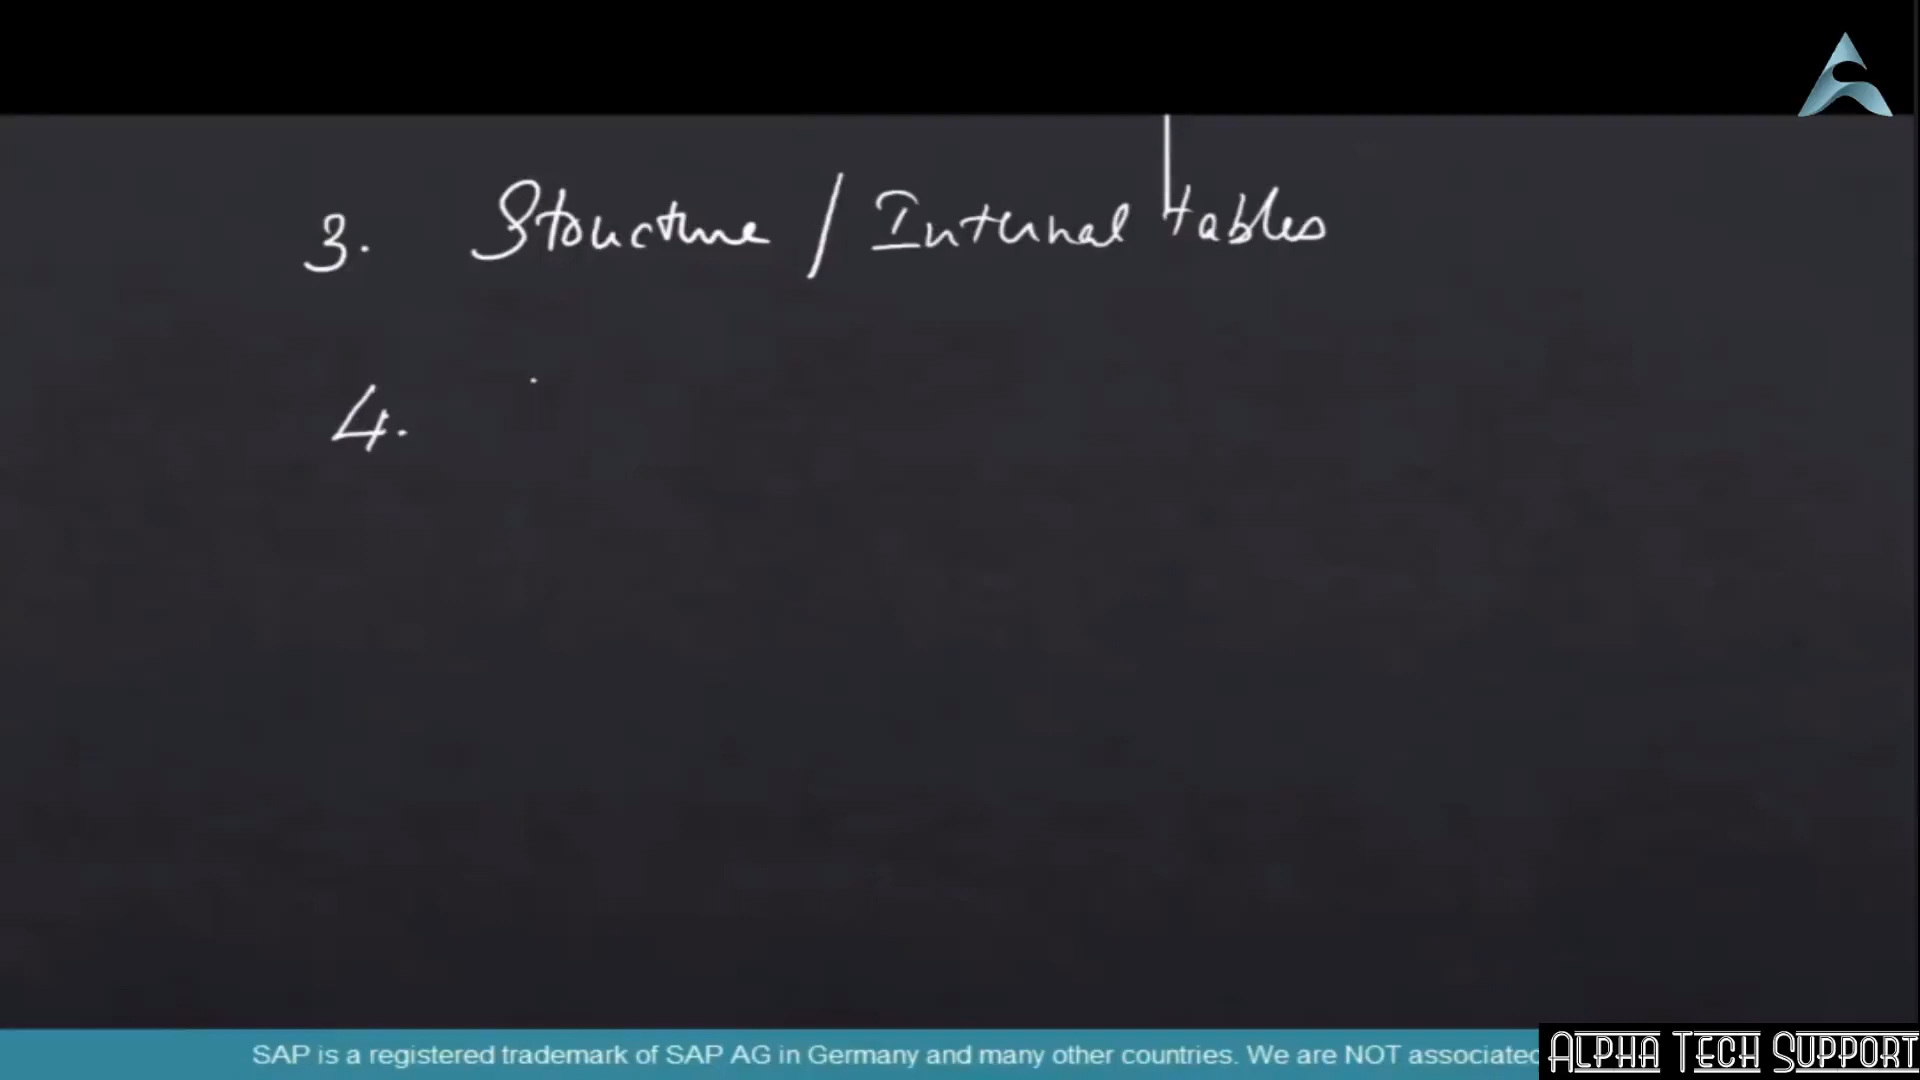 3. Structure / Internal tables
4.
SAP is a registered trademark of SAP AG in Germany and many other countries. We are NOT associated
ALPHA TECH SUPPORT